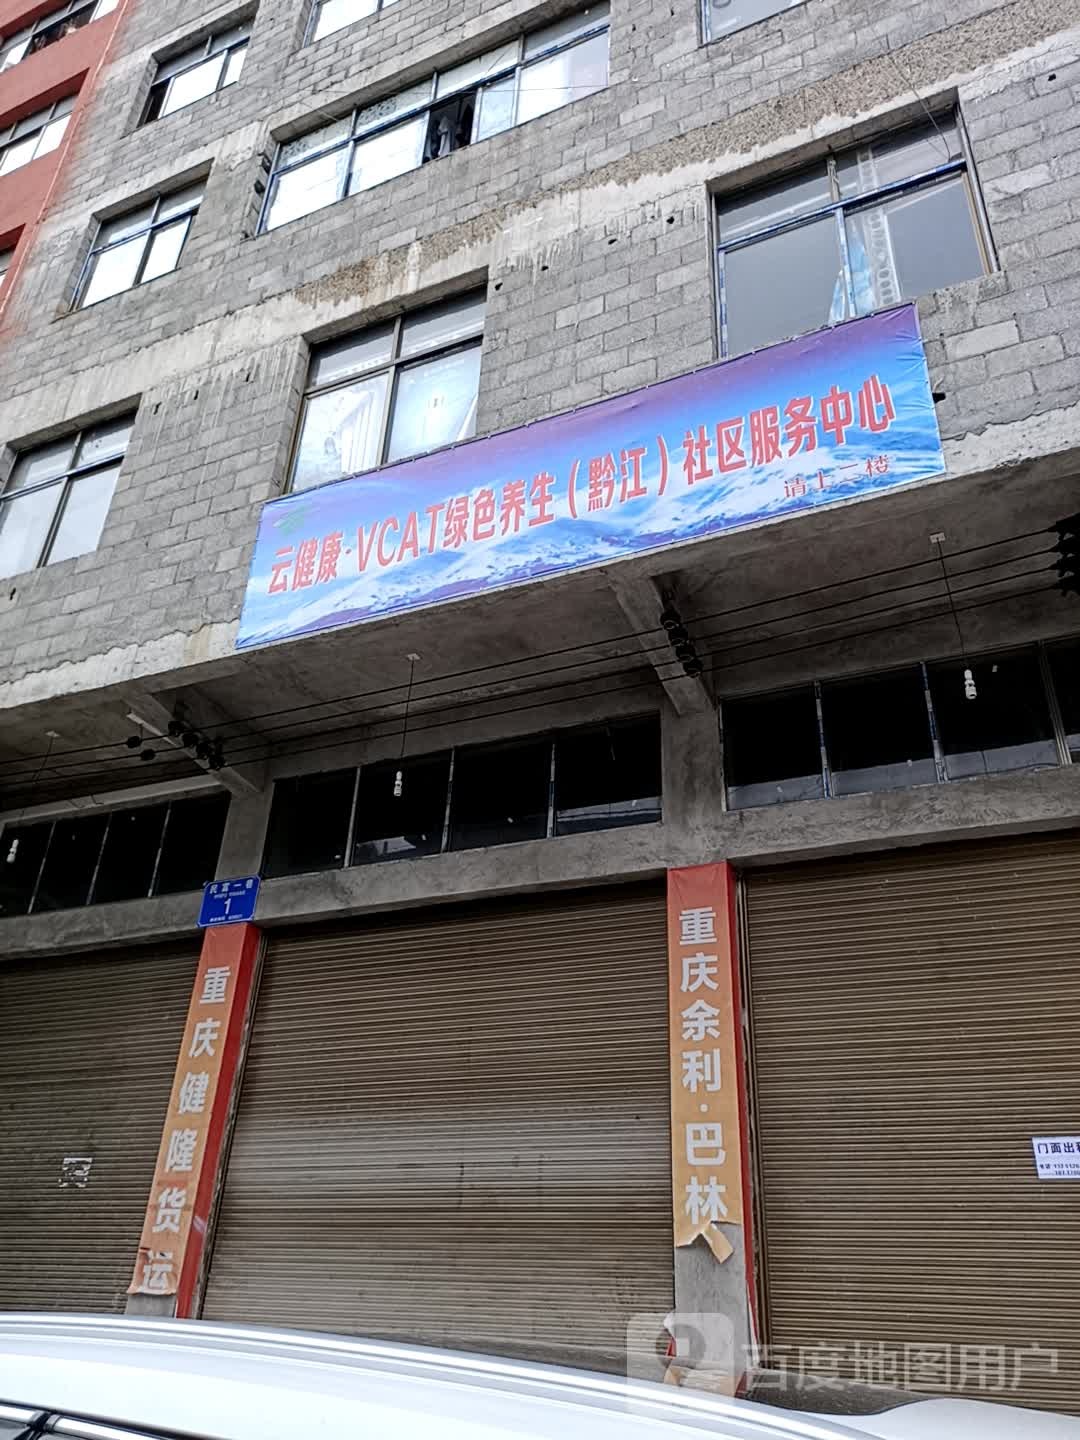 云健康·VCAT绿色养生（黔江）社区服务中心
请上二楼
民富一巷
1
重庆健隆货运
重庆余利·巴林
门面出租
百度地图用户